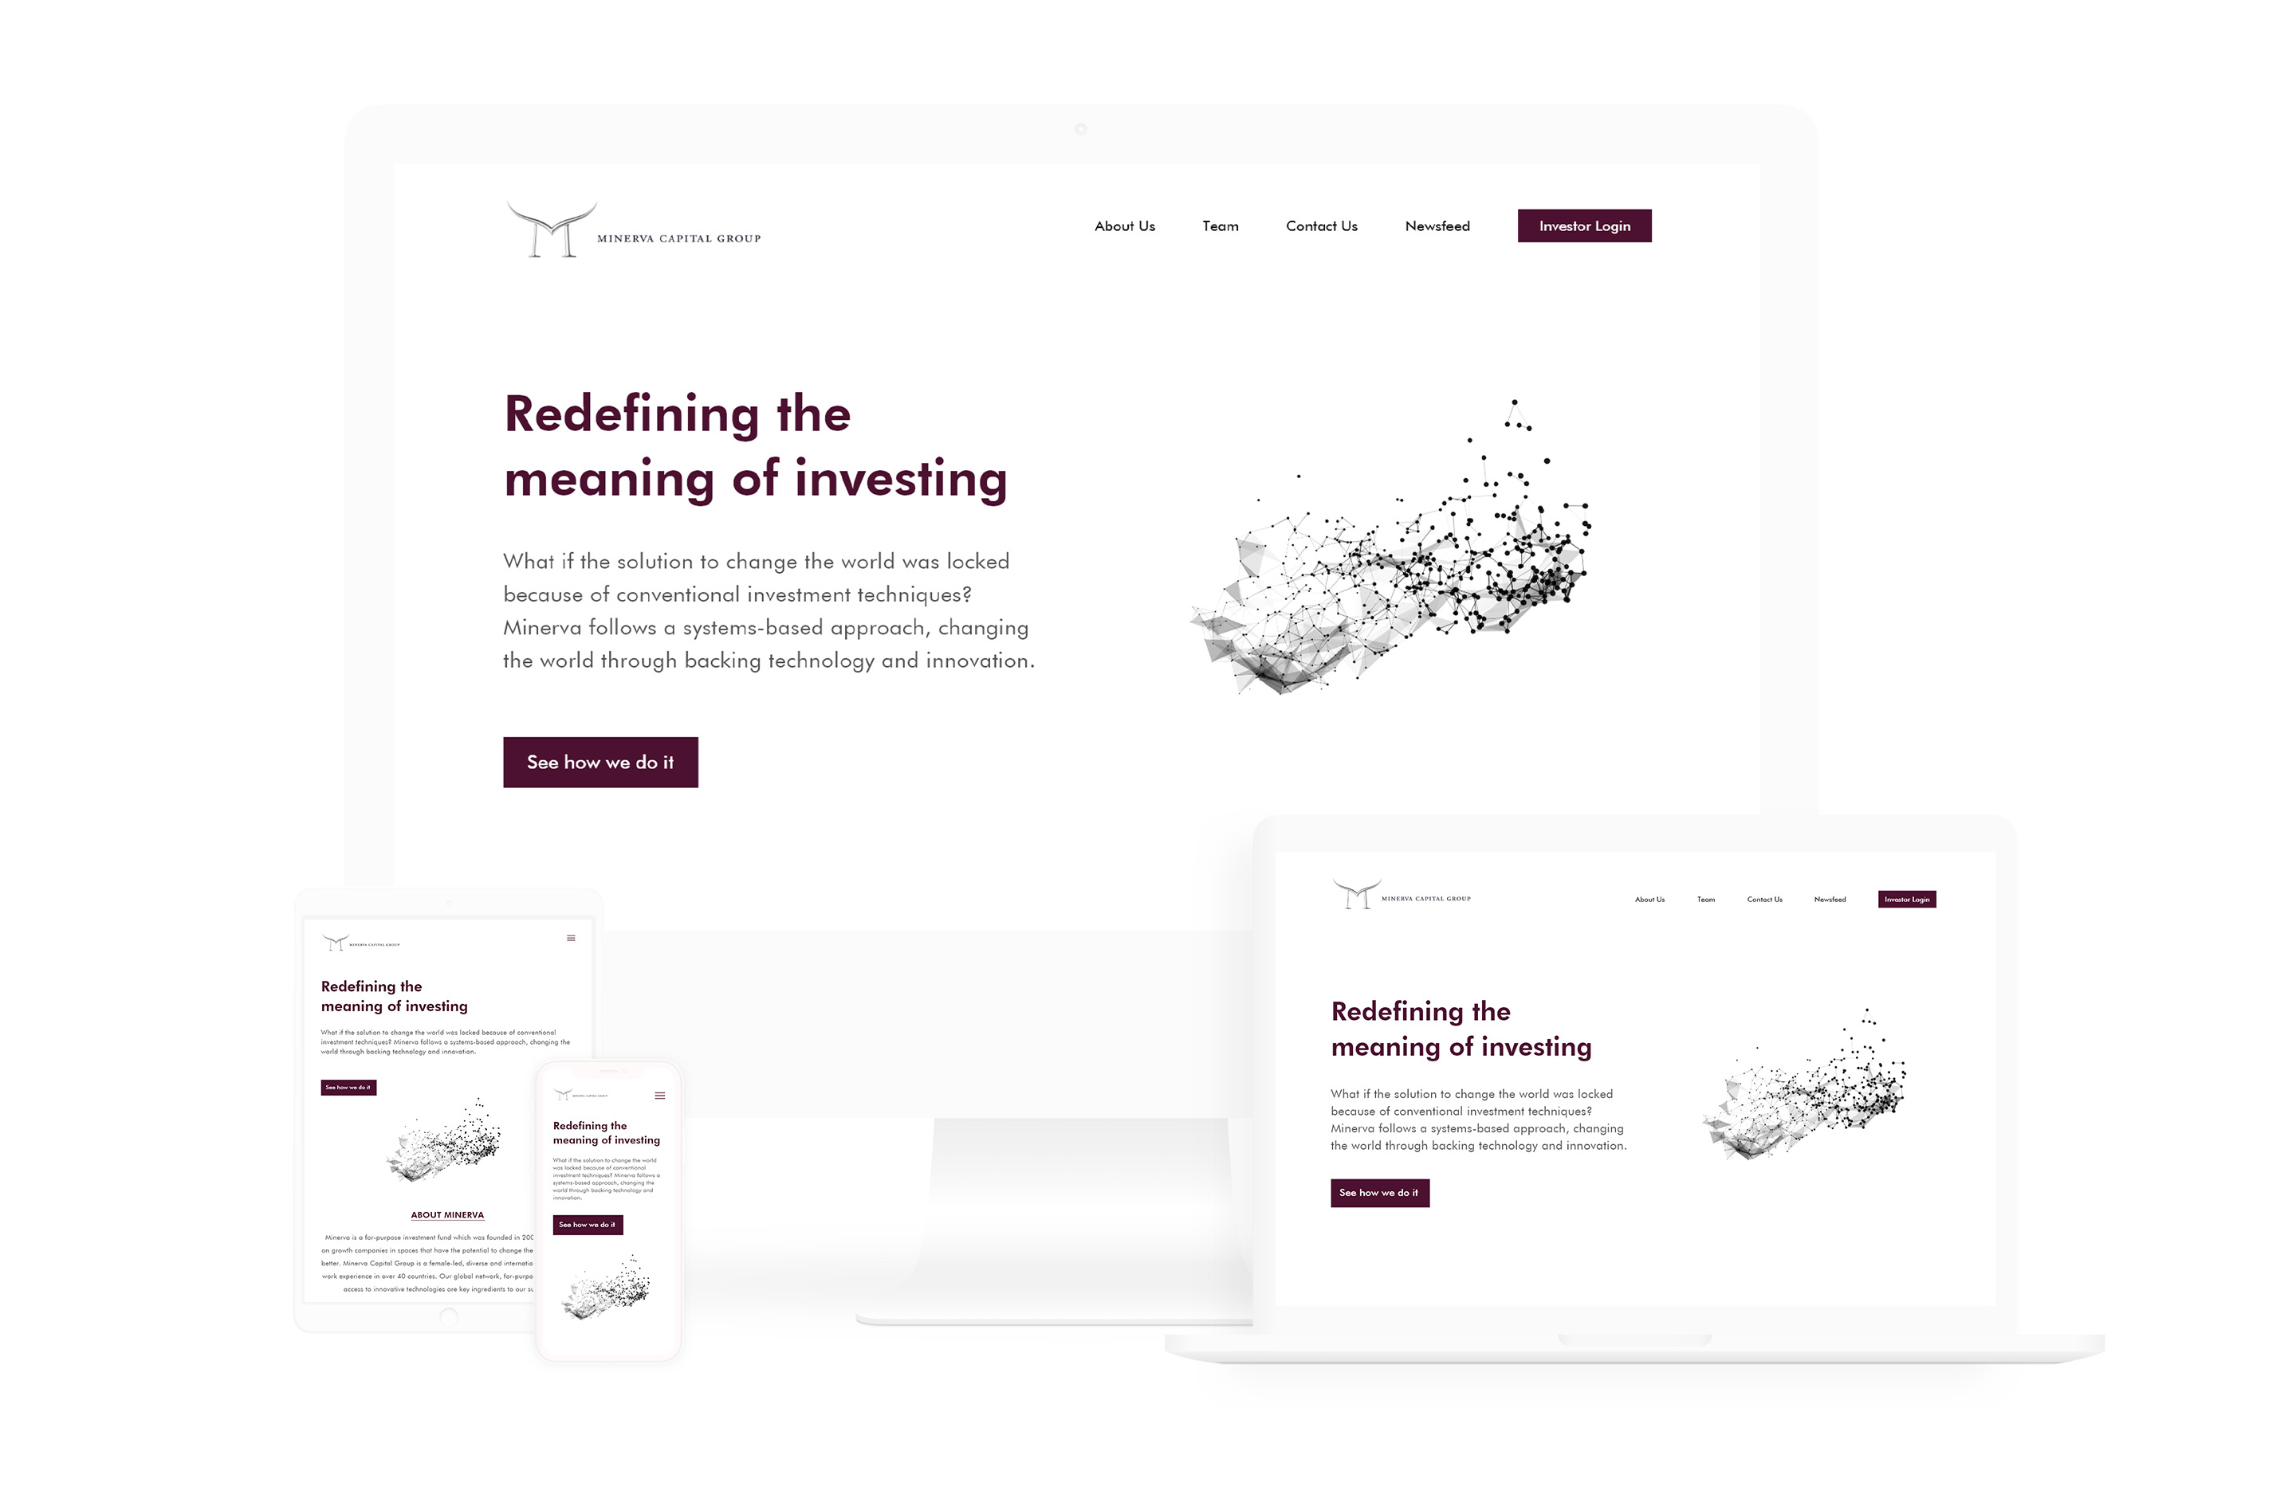 MINERVA CAPITAL GROUP
About Us
Team
Contact Us
Newsfeed
Investor Login
Redefining the
meaning of investing
What if the solution to change the world was locked
because of conventional investment techniques?
Minerva follows a systems-based approach, changing
the world through backing technology and innovation.
See how we do it
MINERVA CAPITAL GROUP
Redefining the
meaning of investing
What if the solution to change the world was locked because of conventional
investment techniques? Minerva follows a systems-based approach, changing the
world through backing technology and innovation.
See how we do it
ABOUT MINERVA
Minerva is a for-purpose investment fund which was founded in 200
on growth companies in spaces that have the potential to change the
better. Minerva Capital Group is a female-led, diverse and internatio
work experience in over 40 countries. Our global network, for-purpo
access to innovative technologies are key ingredients to our su
MINERVA CAPITAL GROUP
Redefining the
meaning of investing
What if the solution to change the world
was locked because of conventional
investment techniques? Minerva follows a
systems-based approach, changing the
world through backing technology and
innovation.
See how we do it
MINERVA CAPITAL GROUP
About Us
Team
Contact Us
Newsfeed
Investor Login
Redefining the
meaning of investing
What if the solution to change the world was locked
because of conventional investment techniques?
Minerva follows a systems-based approach, changing
the world through backing technology and innovation.
See how we do it